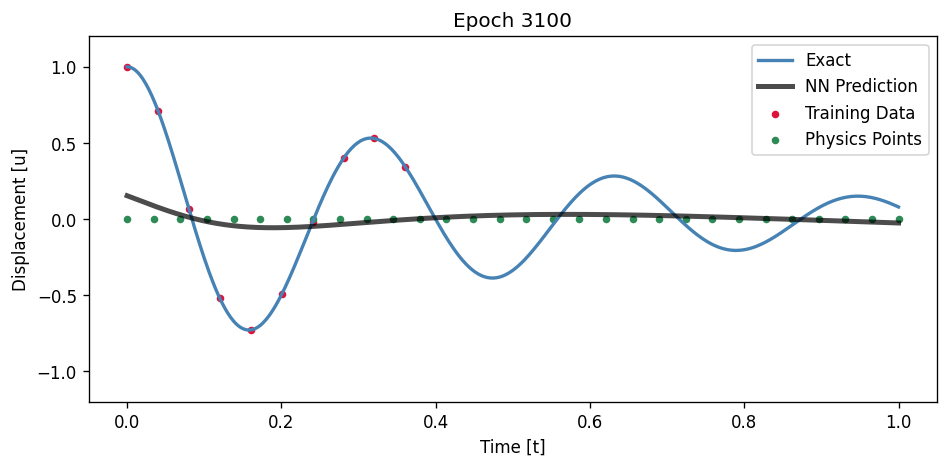 Epoch 3100
Displacement [u]
1.0
0.5
0.0
−0.5
−1.0
Exact
NN Prediction
Training Data
Physics Points
0.0 0.2 0.4 0.6 0.8 1.0
Time [t]